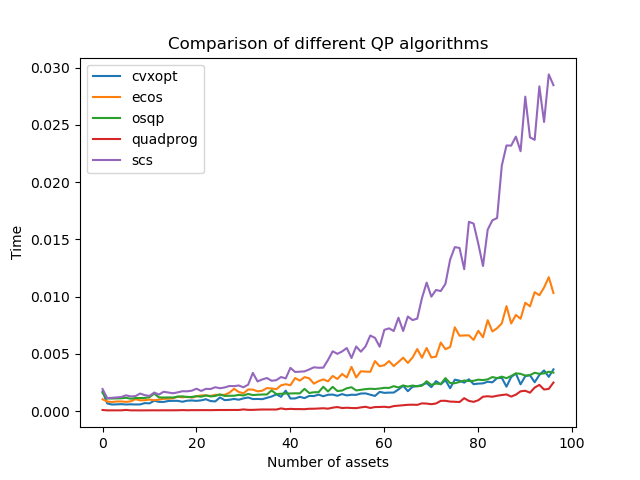 Comparison of different QP algorithms
cvxopt
ecos
osqp
quadprog
scs
0.030
0.025
0.020
0.015
0.010
0.005
0.000
Time
0 20 40 60 80 100
Number of assets